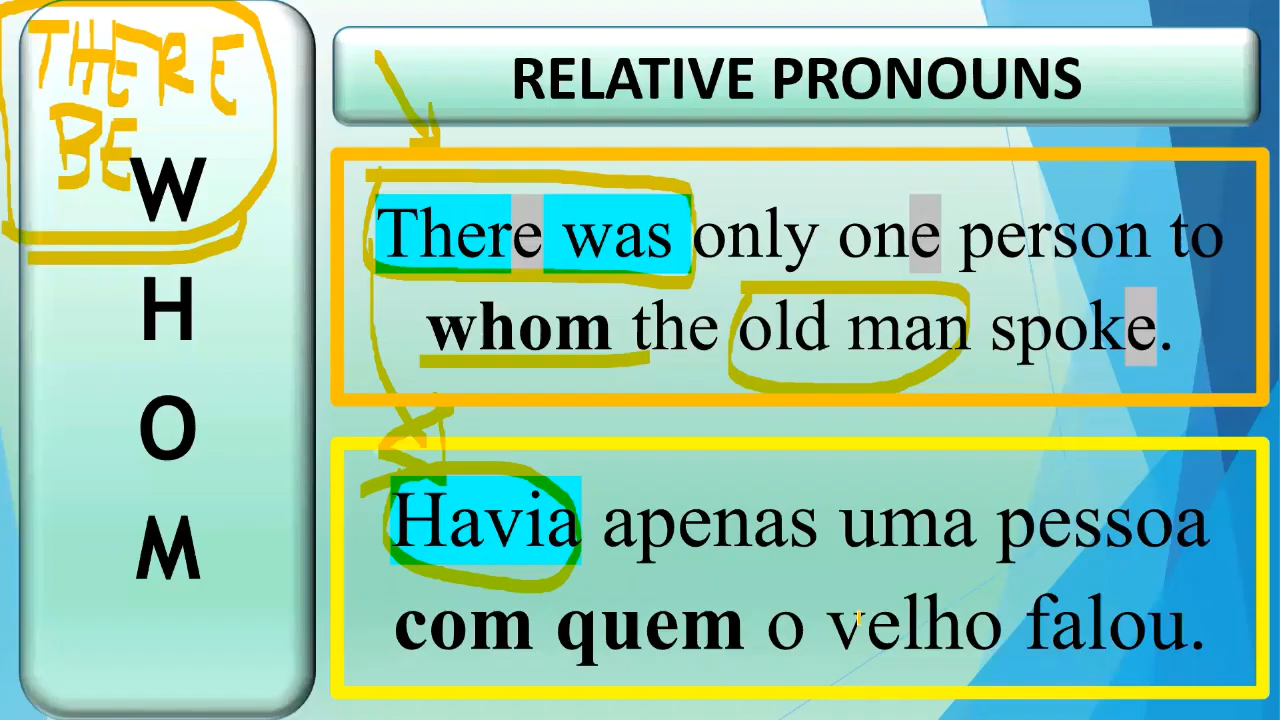 THERE
BE
W
H
O
M
RELATIVE PRONOUNS
There was only one person to
whom the old man spoke.
Havia apenas uma pessoa
com quem o velho falou.